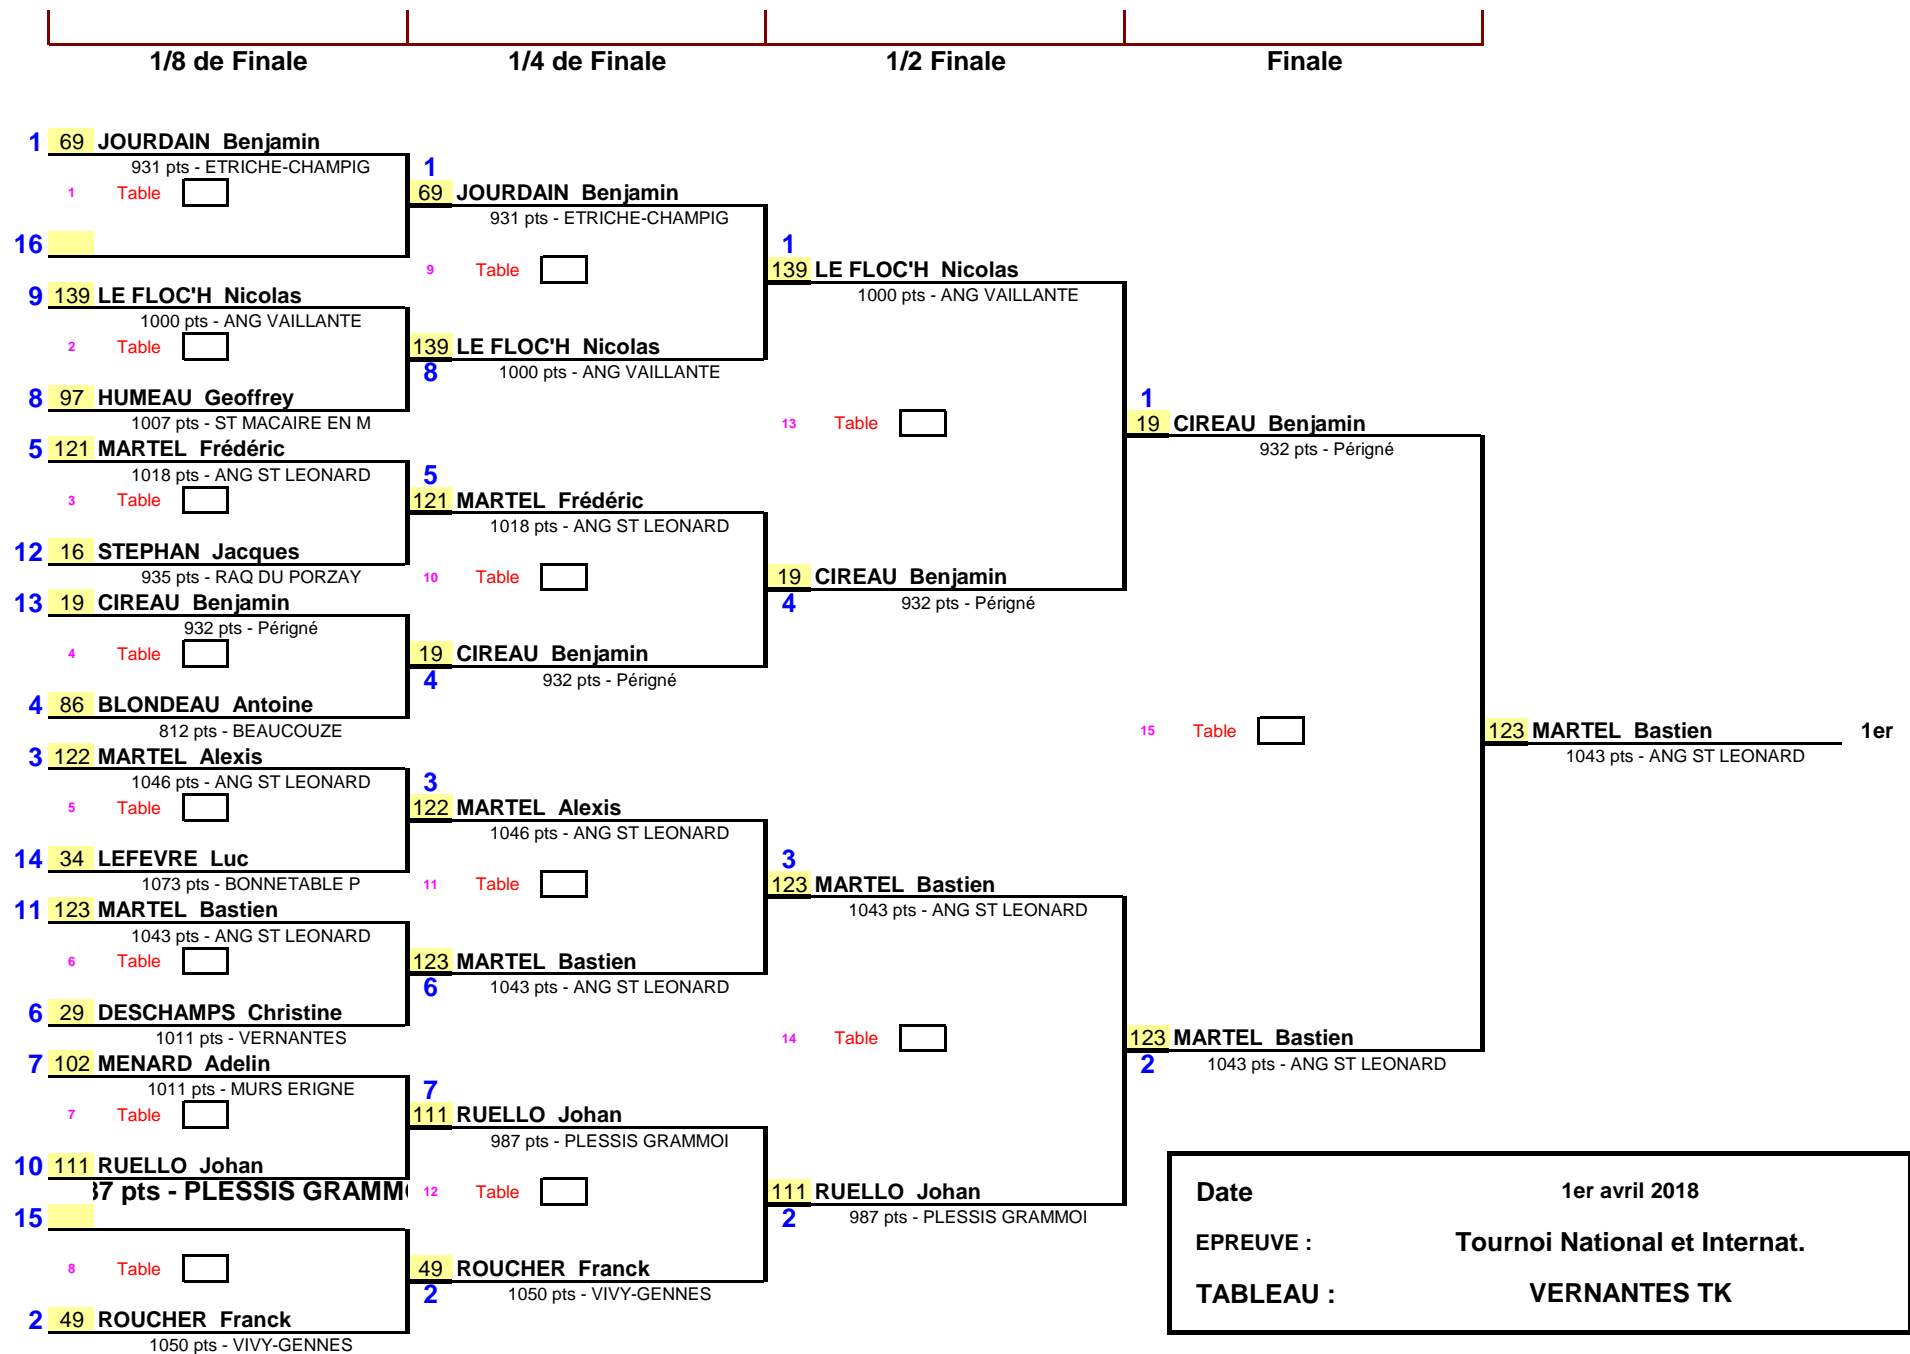 1/8 de Finale
1/4 de Finale
1/2 Finale
Finale
1 69 JOURDAIN Benjamin
931 pts - ETRICHE-CHAMPIG
1 Table
16
9 139 LE FLOC'H Nicolas
1000 pts - ANG VAILLANTE
2 Table
8 97 HUMEAU Geoffrey
1007 pts - ST MACAIRE EN M
5 121 MARTEL Frédéric
1018 pts - ANG ST LEONARD
3 Table
12 16 STEPHAN Jacques
935 pts - RAQ DU PORZAY
13 19 CIREAU Benjamin
932 pts - Périgné
4 Table
4 86 BLONDEAU Antoine
812 pts - BEAUCOUZE
3 122 MARTEL Alexis
1046 pts - ANG ST LEONARD
5 Table
14 34 LEFEVRE Luc
1073 pts - BONNETABLE P
11 123 MARTEL Bastien
1043 pts - ANG ST LEONARD
6 Table
6 29 DESCHAMPS Christine
1011 pts - VERNANTES
7 102 MENARD Adelin
1011 pts - MURS ERIGNE
7 Table
10 111 RUELLO Johan
7 pts - PLESSIS GRAMM
15
8 Table
2 49 ROUCHER Franck
1050 pts - VIVY-GENNES
1
69 JOURDAIN Benjamin
931 pts - ETRICHE-CHAMPIG
9 Table
139 LE FLOC'H Nicolas
8 1000 pts - ANG VAILLANTE
5
121 MARTEL Frédéric
1018 pts - ANG ST LEONARD
10 Table
19 CIREAU Benjamin
4 932 pts - Périgné
3
122 MARTEL Alexis
1046 pts - ANG ST LEONARD
11 Table
123 MARTEL Bastien
6 1043 pts - ANG ST LEONARD
7
111 RUELLO Johan
987 pts - PLESSIS GRAMMOI
12 Table
49 ROUCHER Franck
2 1050 pts - VIVY-GENNES
1
139 LE FLOC'H Nicolas
1000 pts - ANG VAILLANTE
13 Table
19 CIREAU Benjamin
4 932 pts - Périgné
3
123 MARTEL Bastien
1043 pts - ANG ST LEONARD
14 Table
111 RUELLO Johan
2 987 pts - PLESSIS GRAMMOI
1
19 CIREAU Benjamin
932 pts - Périgné
15 Table
123 MARTEL Bastien
2 1043 pts - ANG ST LEONARD
123 MARTEL Bastien 1er
1043 pts - ANG ST LEONARD
Date 1er avril 2018
EPREUVE : Tournoi National et Internat.
TABLEAU : VERNANTES TK